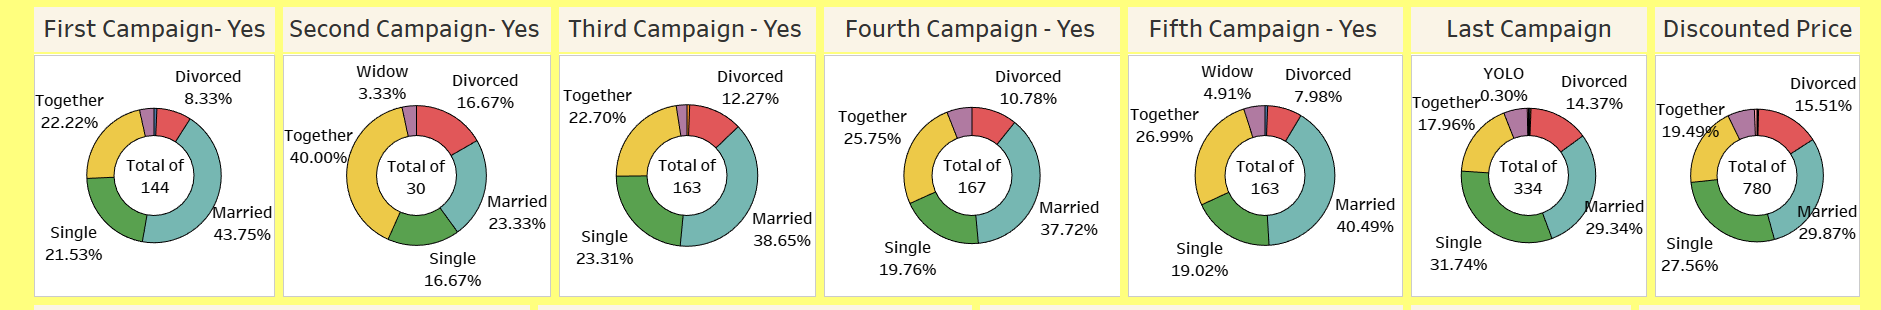 First Campaign- Yes
Divorced
8.33%
Together
22.22%
Total of
144
Married
43.75%
Single
21.53%
Second Campaign- Yes
Widow
3.33%
Divorced
16.67%
Together
40.00%
Total of
30
Married
23.33%
Single
16.67%
Third Campaign - Yes
Divorced
12.27%
Together
22.70%
Total of
163
Married
38.65%
Single
23.31%
Fourth Campaign - Yes
Divorced
10.78%
Together
25.75%
Total of
167
Married
37.72%
Single
19.76%
Fifth Campaign - Yes
Widow
4.91%
Divorced
7.98%
Together
26.99%
Total of
163
Married
40.49%
Single
19.02%
Last Campaign
YOLO
0.30%
Divorced
14.37%
Together
17.96%
Total of
334
Married
29.34%
Single
31.74%
Discounted Price
Divorced
15.51%
Together
19.49%
Total of
780
Married
29.87%
Single
27.56%